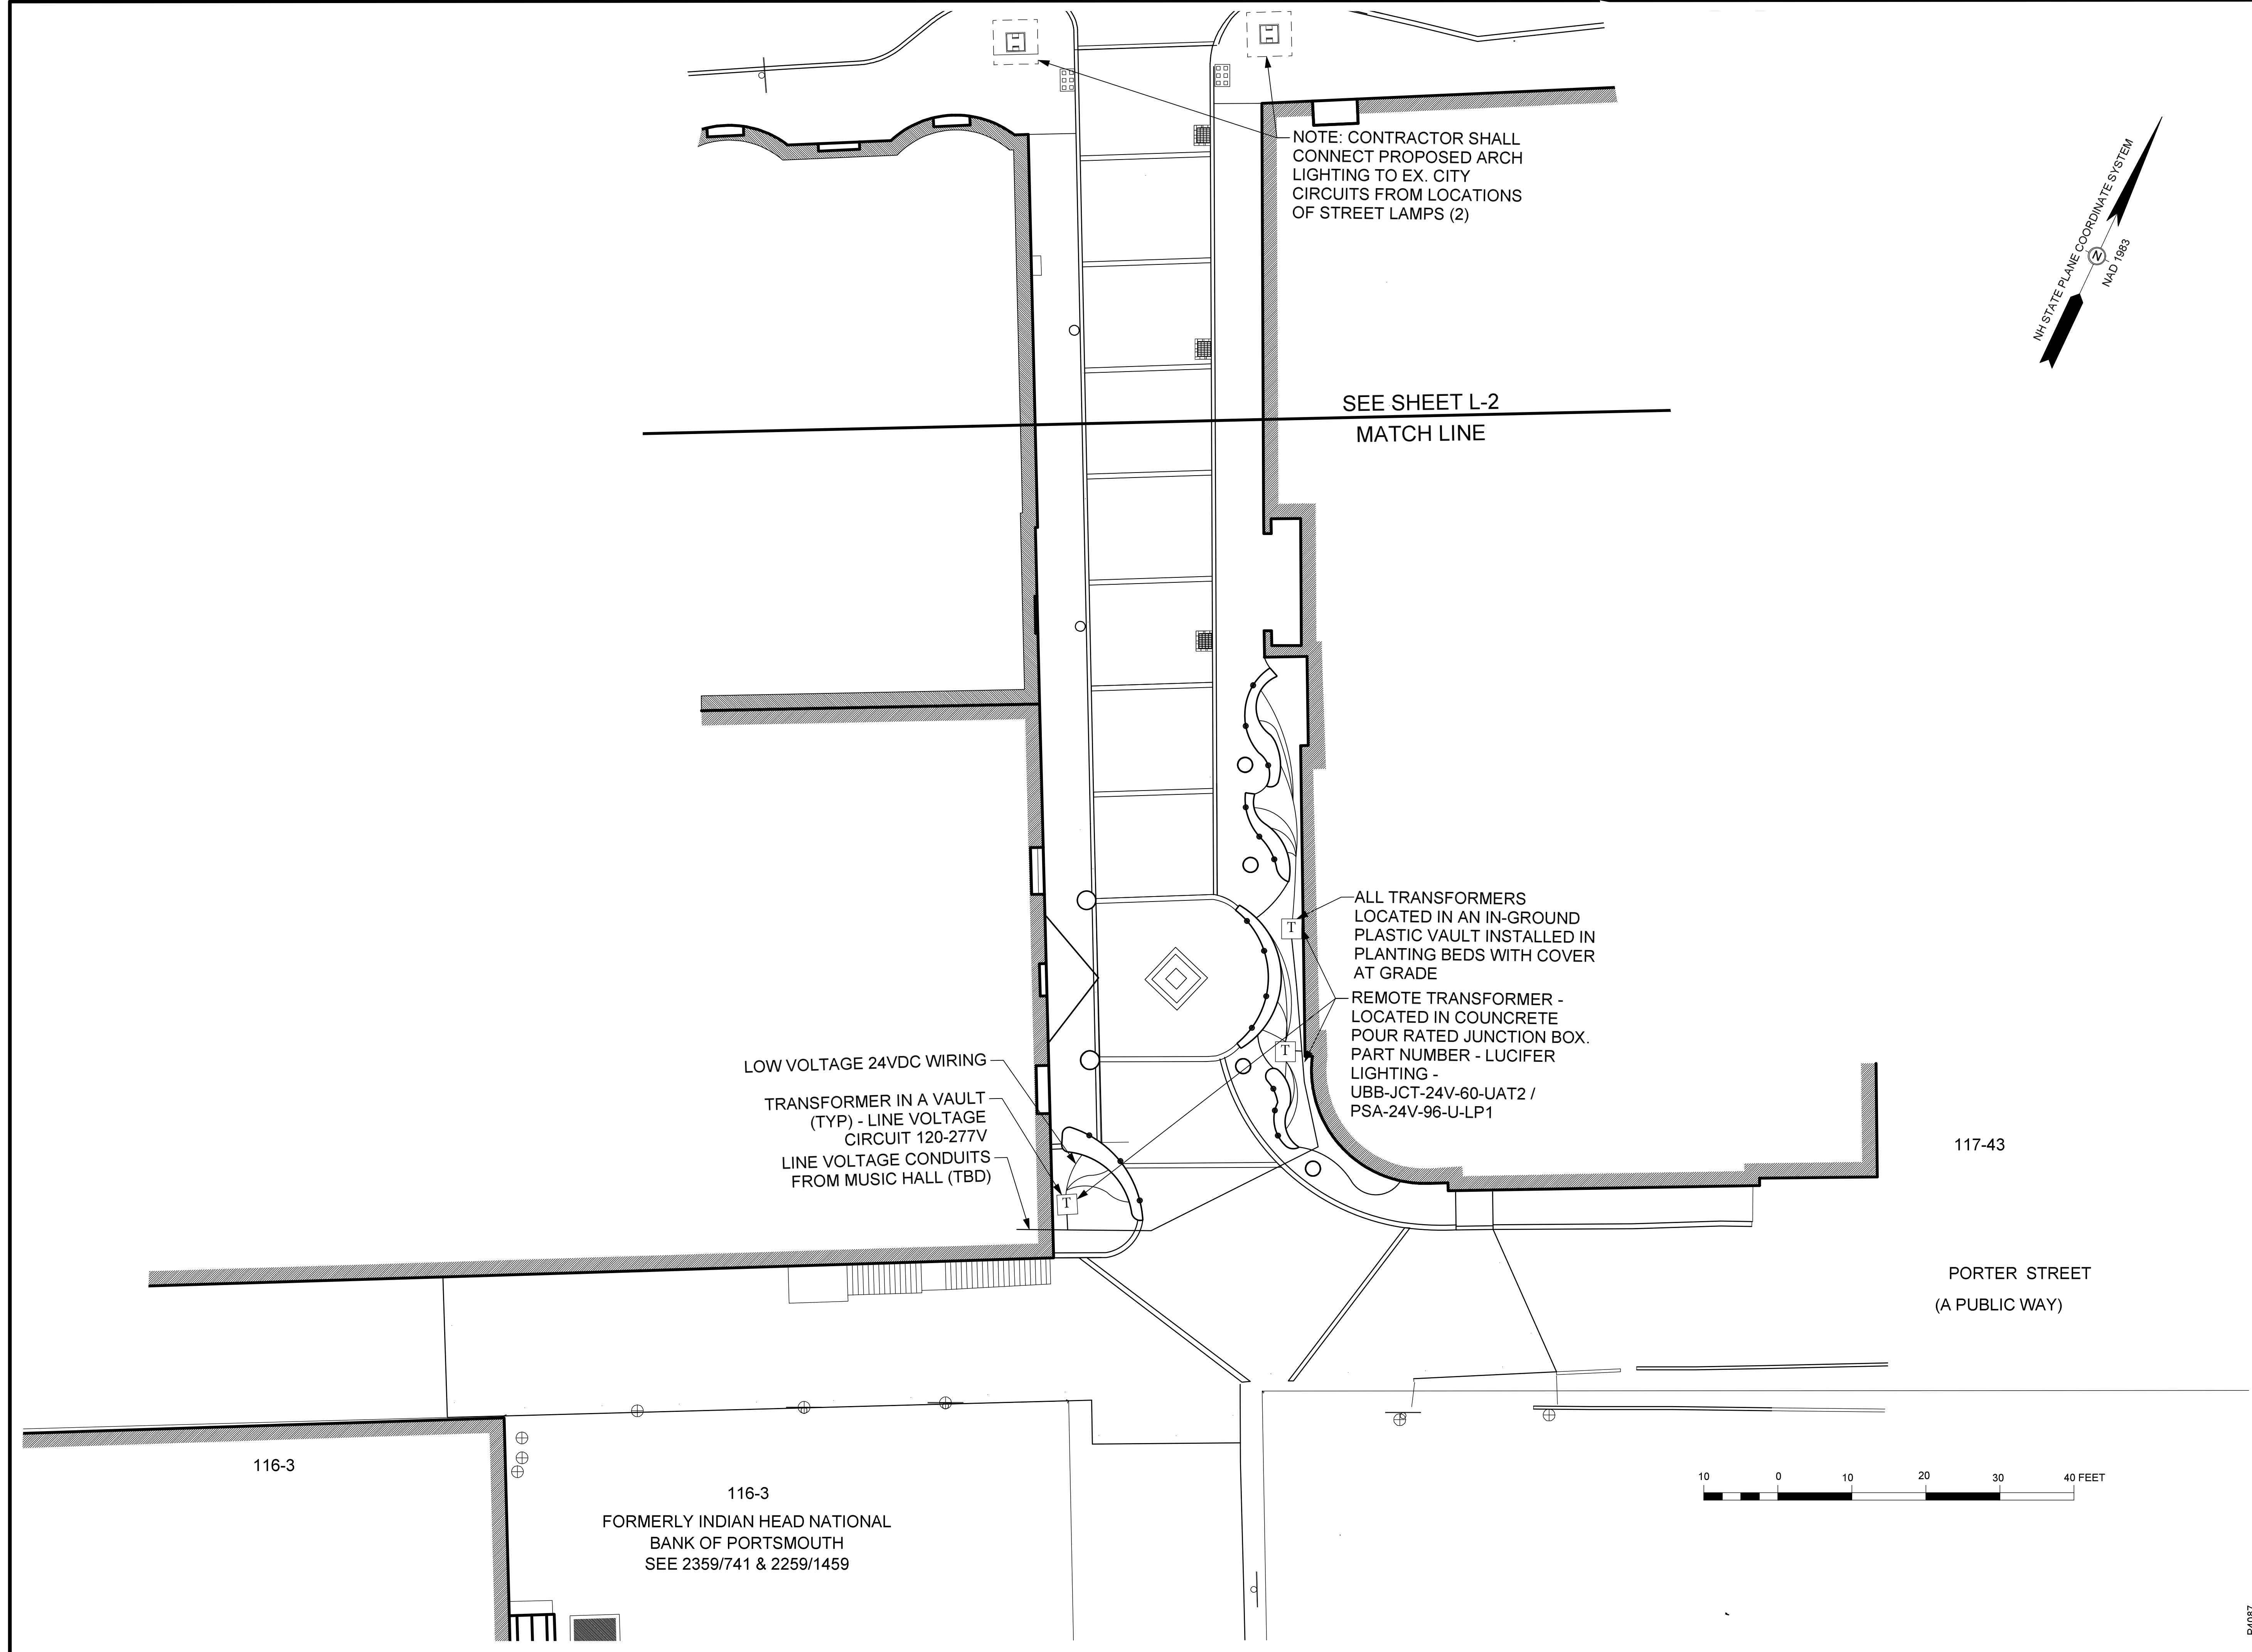 NOTE: CONTRACTOR SHALL
CONNECT PROPOSED ARCH
LIGHTING TO EX. CITY
CIRCUITS FROM LOCATIONS
OF STREET LAMPS (2)
NH STATE PLANE COORDINATE SYSTEM
N
NAD 1983
SEE SHEET L-2
MATCH LINE
ALL TRANSFORMERS
LOCATED IN AN IN-GROUND
PLASTIC VAULT INSTALLED IN
PLANTING BEDS WITH COVER
AT GRADE
T
REMOTE TRANSFORMER -
LOCATED IN COUNCRETE
POUR RATED JUNCTION BOX.
PART NUMBER - LUCIFER
LIGHTING -
UBB-JCT-24V-60-UAT2 /
PSA-24V-96-U-LP1
T
LOW VOLTAGE 24VDC WIRING
TRANSFORMER IN A VAULT
(TYP) - LINE VOLTAGE
CIRCUIT 120-277V
LINE VOLTAGE CONDUITS
FROM MUSIC HALL (TBD)
T
117-43
PORTER STREET
(A PUBLIC WAY)
116-3
116-3
FORMERLY INDIAN HEAD NATIONAL
BANK OF PORTSMOUTH
SEE 2359/741 & 2259/1459
10 0 10 20 30 40 FEET